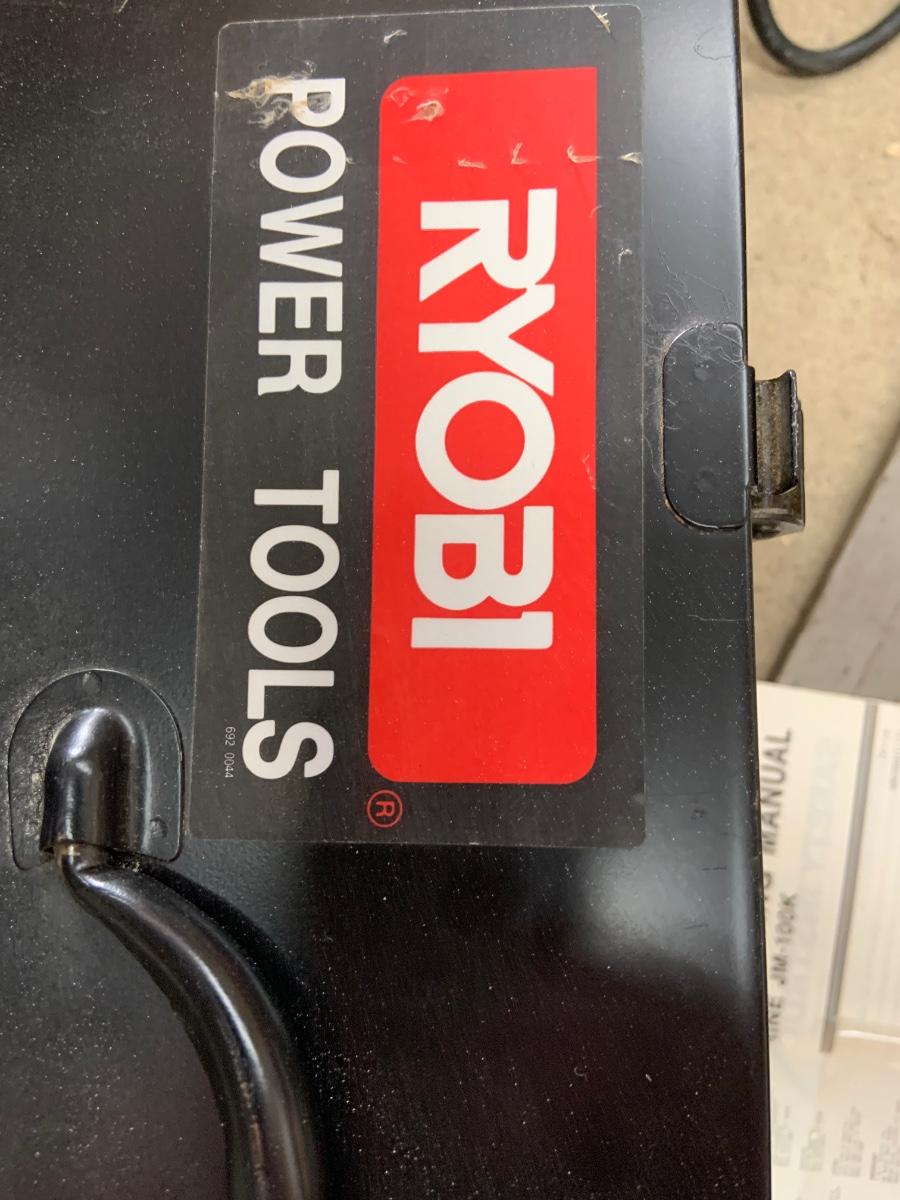 RYOBI
®
POWER TOOLS
692 0044
MANUAL
JM-100K